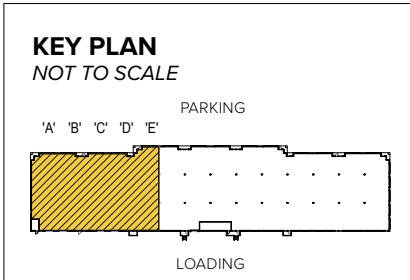 KEY PLAN
NOT TO SCALE
PARKING
'A' 'B' 'C' 'D' 'E'
LOADING